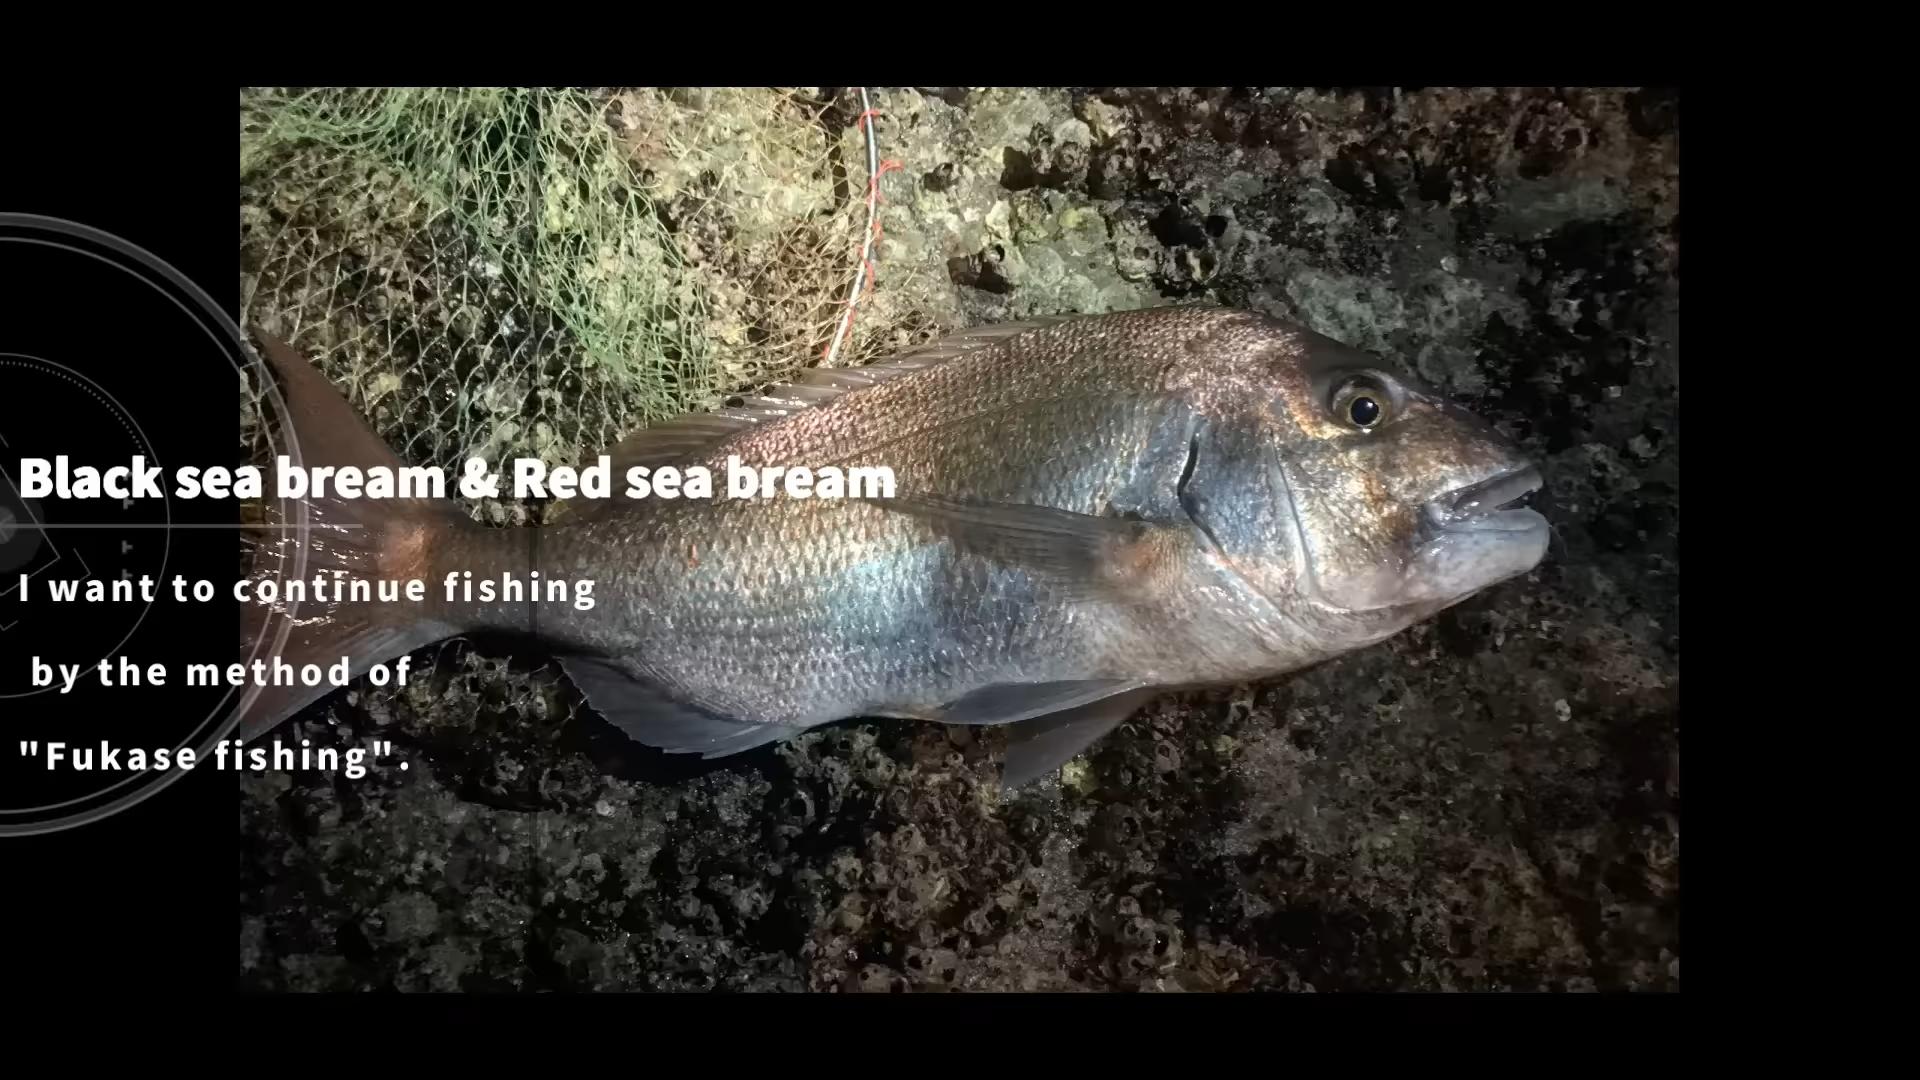 Black sea bream & Red sea bream
I want to continue fishing
by the method of
"Fukase fishing".